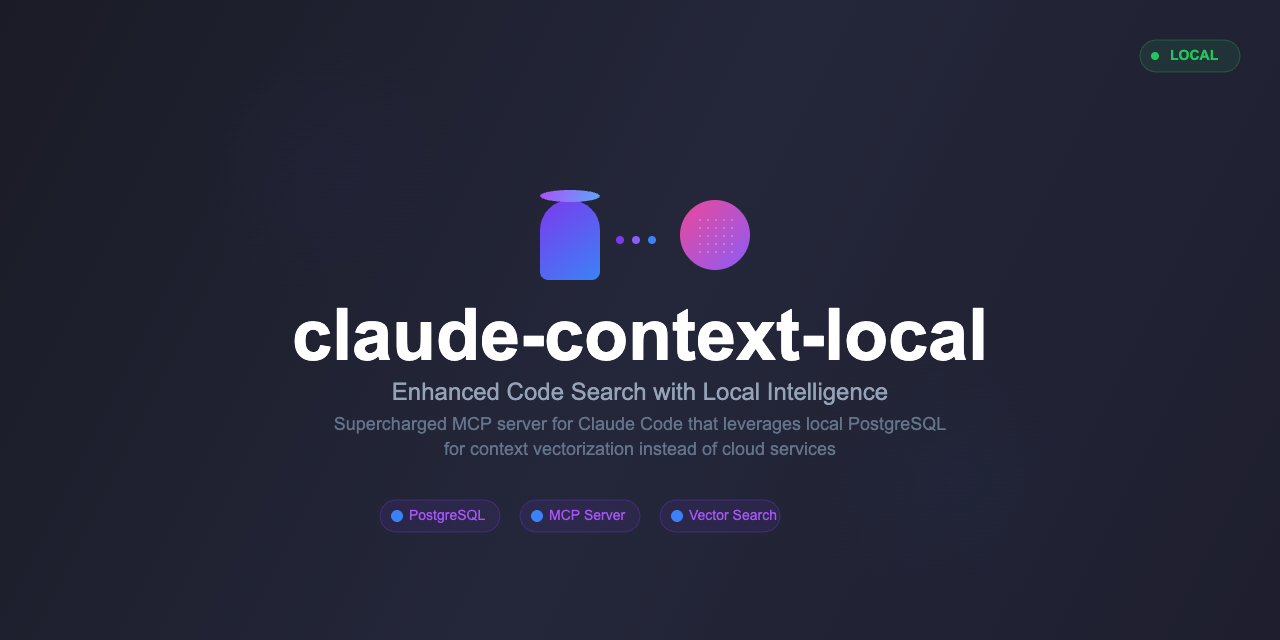 LOCAL
claude-context-local
Enhanced Code Search with Local Intelligence
Supercharged MCP server for Claude Code that leverages local PostgreSQL
for context vectorization instead of cloud services
PostgreSQL
MCP Server
Vector Search